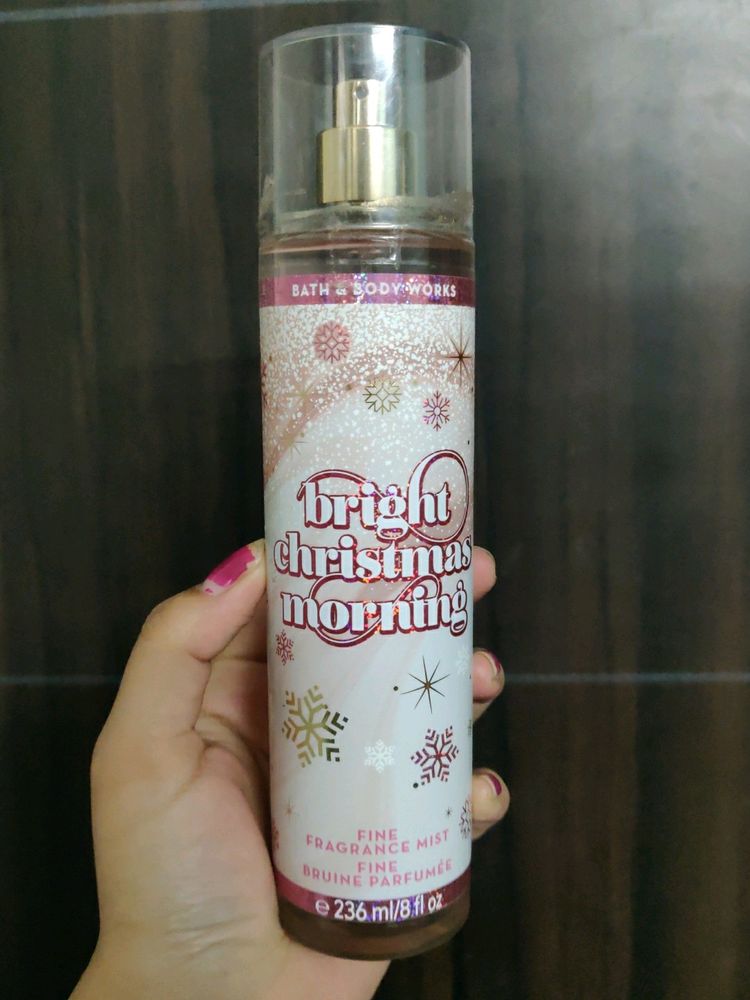 BATH & BODY WORKS
bright
christmas
morning
FINE
FRAGRANCE MIST
FINE
BRUINE PARFUMÉE
e 236 ml/8 fl oz